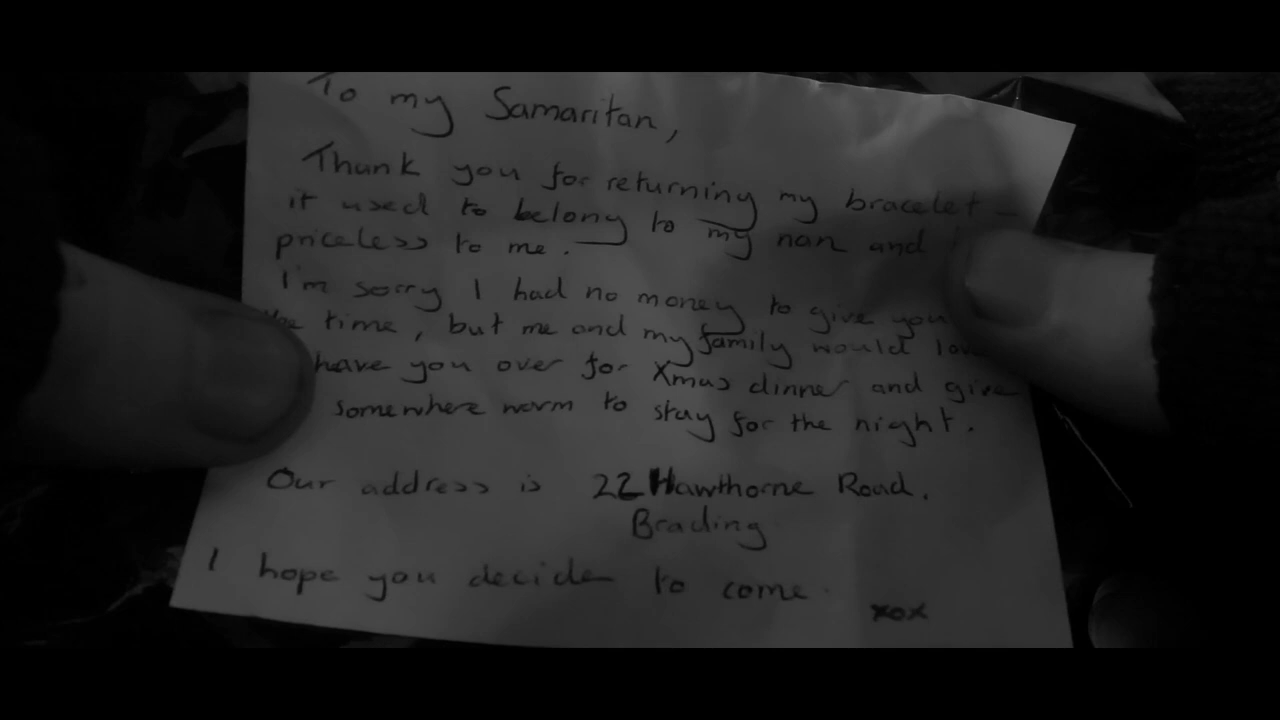 To my Samaritan,
Thank you for returning my bracelet -
it used to belong to my nan and
priceless to me.
I'm sorry I had no money to give you
the time, but me and my family would
have you over for Xmas dinner and give
somewhere warm to stay for the night.
Our address is 22 Hawthorne Road.
Brading
I hope you decide to come.
xox